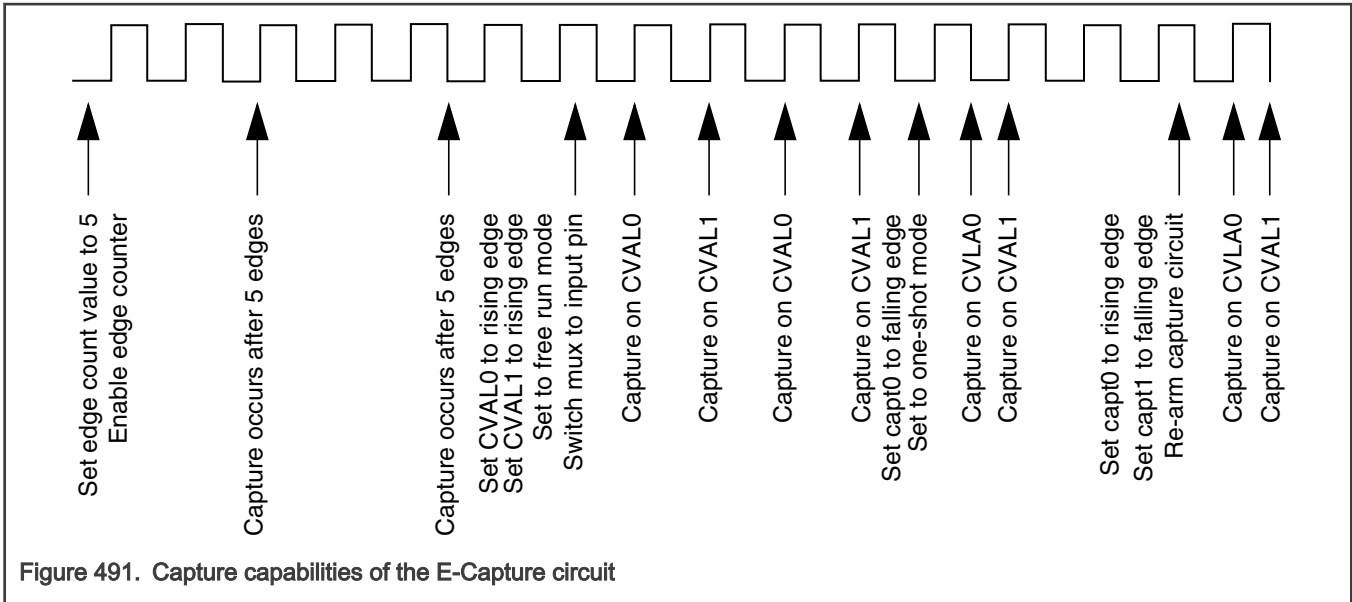 Set edge count value to 5
Enable edge counter
Capture occurs after 5 edges
Capture occurs after 5 edges
Set CVAL0 to rising edge
Set CVAL1 to rising edge
Set to free run mode
Switch mux to input pin
Capture on CVAL0
Capture on CVAL1
Capture on CVAL0
Capture on CVAL1
Set capt0 to falling edge
Set to one-shot mode
Capture on CVLA0
Capture on CVAL1
Set capt0 to rising edge
Set capt1 to falling edge
Re-arm capture circuit
Capture on CVLA0
Capture on CVAL1
Figure 491. Capture capabilities of the E-Capture circuit